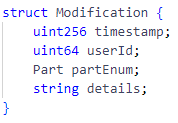 struct Modification {
    uint256 timestamp;
    uint64 userId;
    Part partEnum;
    string details;
}